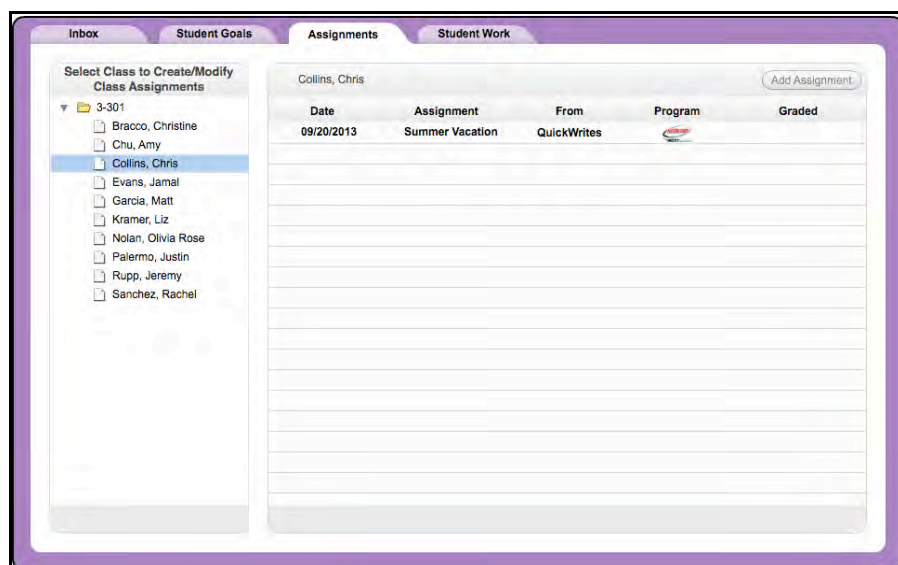 Inbox
Student Goals
Assignments
Student Work
Select Class to Create/Modify
Class Assignments
3-301
Bracco, Christine
Chu, Amy
Collins, Chris
Evans, Jamal
Garcia, Matt
Kramer, Liz
Nolan, Olivia Rose
Palermo, Justin
Rupp, Jeremy
Sanchez, Rachel
Collins, Chris
Add Assignment
Date Assignment From Program Graded
09/20/2013 Summer Vacation QuickWrites